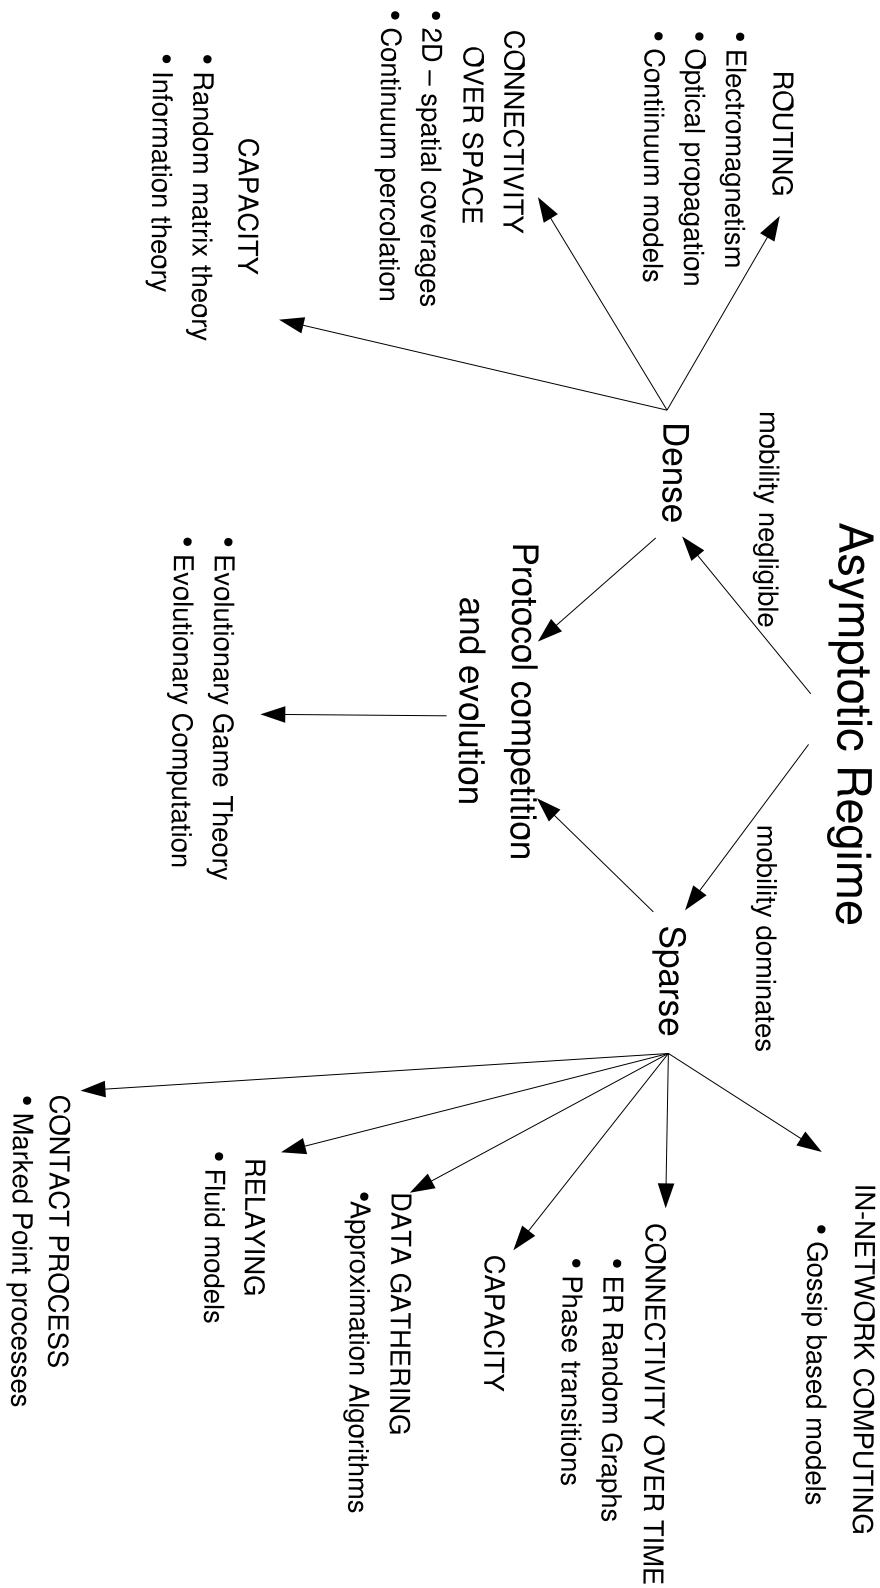 Asymptotic Regime
mobility negligible
mobility dominates
Dense
Sparse
ROUTING
• Electromagnetism
• Optical propagation
• Contiinuum models
CONNECTIVITY
OVER SPACE
• 2D – spatial coverages
• Continuum percolation
CAPACITY
• Random matrix theory
• Information theory
Protocol competition
and evolution
• Evolutionary Game Theory
• Evolutionary Computation
IN-NETWORK COMPUTING
• Gossip based models
CONNECTIVITY OVER TIME
• ER Random Graphs
• Phase transitions
CAPACITY
DATA GATHERING
•Approximation Algorithms
RELAYING
• Fluid models
CONTACT PROCESS
• Marked Point processes